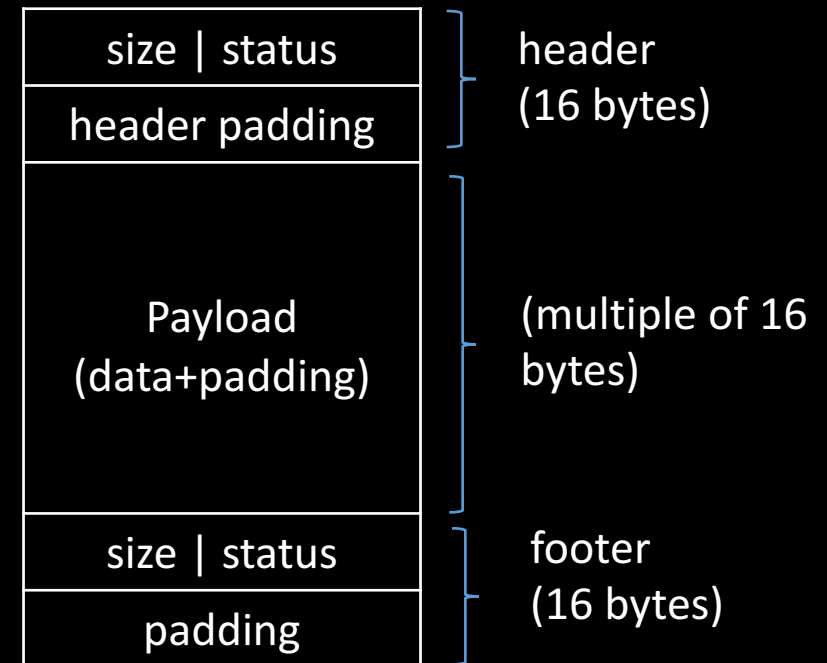 size | status
header
(16 bytes)
header padding
Payload
(data+padding)
(multiple of 16
bytes)
size | status
footer
(16 bytes)
padding